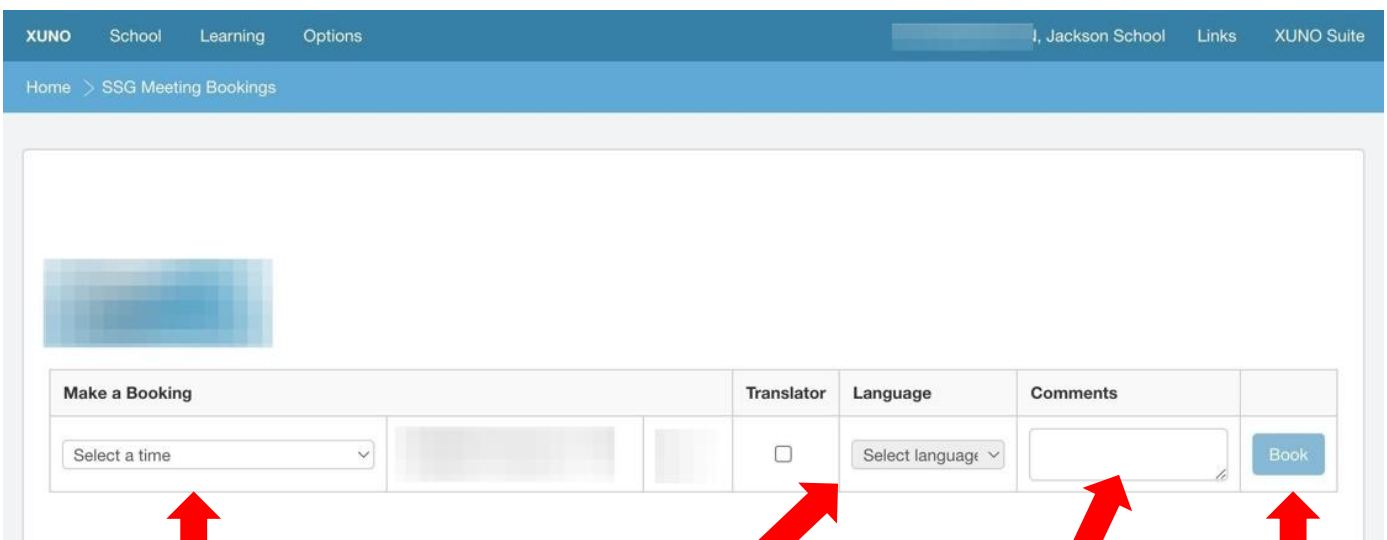 XUNO School Learning Options , Jackson School Links XUNO Suite
Home > SSG Meeting Bookings
Make a Booking Translator Language Comments
Select a time Select language Book